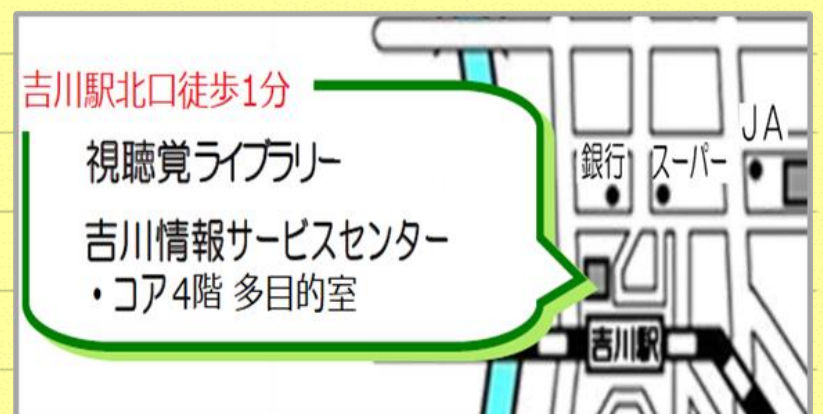 吉川駅北口徒歩1分
視聴覚ライブラリー
吉川情報サービスセンター
・コア4階 多目的室
JA
銀行
スーパー
吉川駅